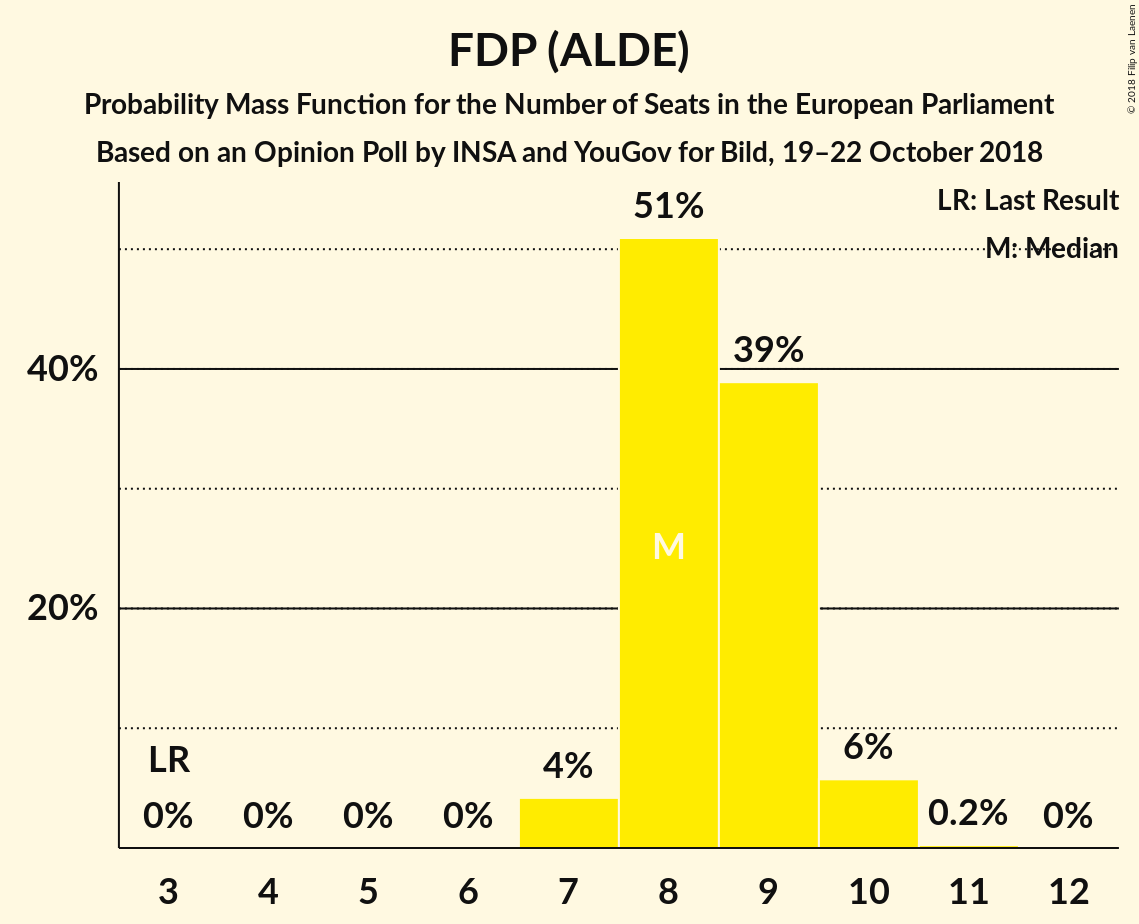 FDP (ALDE)
Probability Mass Function for the Number of Seats in the European Parliament
Based on an Opinion Poll by INSA and YouGov for Bild, 19–22 October 2018
© 2018 Filip van Laenen
LR: Last Result
M: Median
51%
39%
40%
M
20%
LR
0%
0%
0%
0%
4%
6%
0.2%
0%
3 4 5 6 7 8 9 10 11 12